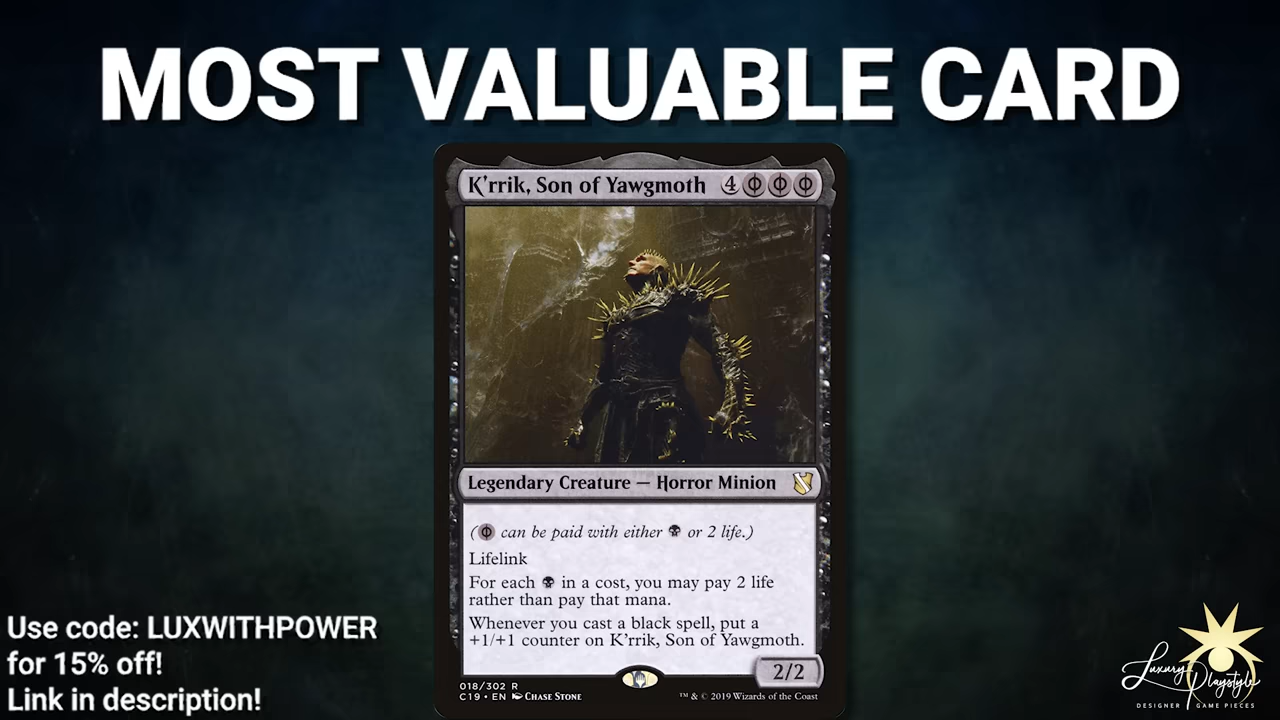 MOST VALUABLE CARD
K'rrik, Son of Yawgmoth 4
Legendary Creature — Horror Minion
( can be paid with either or 2 life.)
Lifelink
For each in a cost, you may pay 2 life
rather than pay that mana.
Whenever you cast a black spell, put a
+1/+1 counter on K'rrik, Son of Yawgmoth.
2/2
018/302 R
C19 • EN CHASE STONE
™ & © 2019 Wizards of the Coast
Use code: LUXWITHPOWER
for 15% off!
Link in description!
Luxury
Playstyle
DESIGNER GAME PIECES